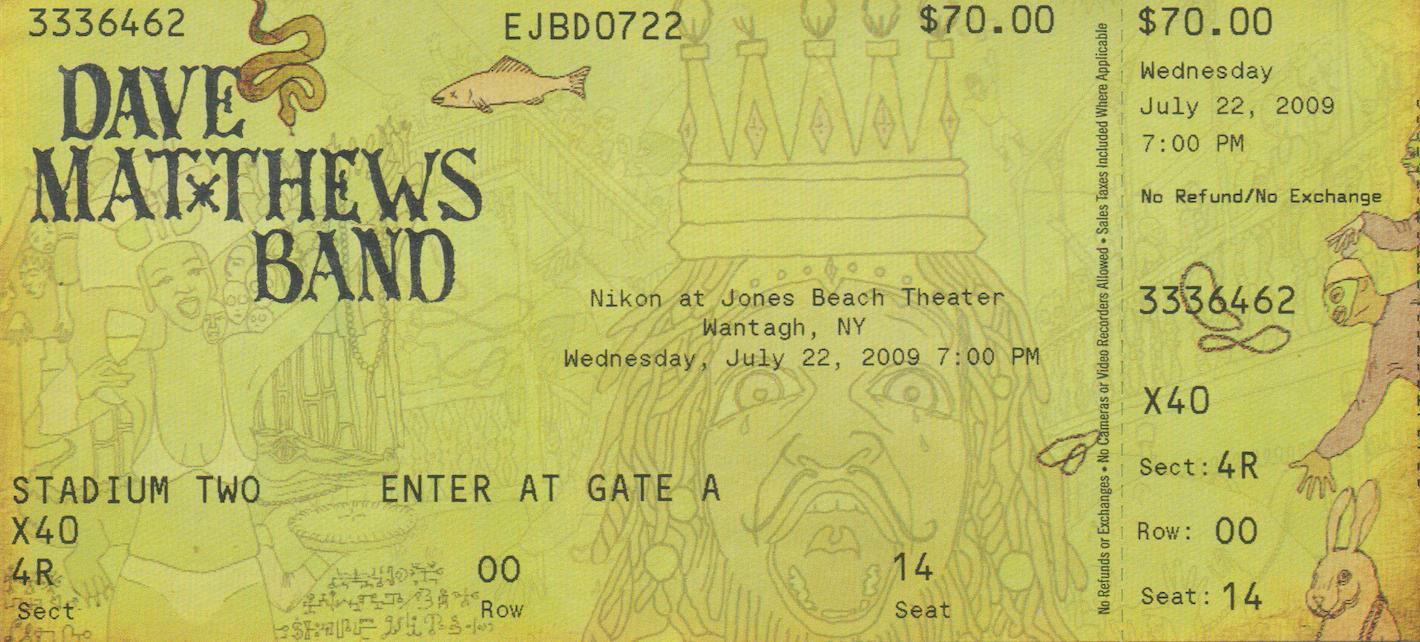 3336462 EJBD0722 $70.00
DAVE
MATTHEWS
BAND
Nikon at Jones Beach Theater
Wantagh, NY
Wednesday, July 22, 2009 7:00 PM
STADIUM TWO ENTER AT GATE A
X40
4R 00 14
Sect Row Seat
No Refunds or Exchanges • No Cameras or Video Recorders Allowed • Sales Taxes Included Where Applicable
$70.00
Wednesday
July 22, 2009
7:00 PM
No Refund/No Exchange
3336462
X40
Sect: 4R
Row: 00
Seat: 14